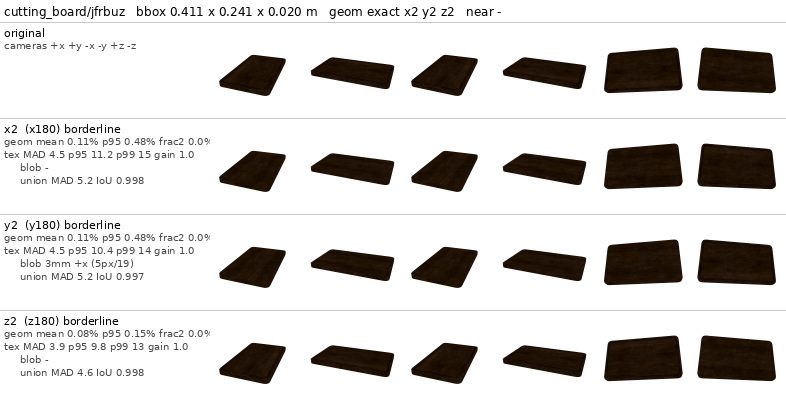 cutting_board/jfrbuz bbox 0.411 x 0.241 x 0.020 m geom exact x2 y2 z2 near -
original
cameras +x +y -x -y +z -z
x2 (x180) borderline
geom mean 0.11% p95 0.48% frac2 0.0%
tex MAD 4.5 p95 11.2 p99 15 gain 1.0
blob -
union MAD 5.2 IoU 0.998
y2 (y180) borderline
geom mean 0.11% p95 0.48% frac2 0.0%
tex MAD 4.5 p95 10.4 p99 14 gain 1.0
blob 3mm +x (5px/19)
union MAD 5.2 IoU 0.997
z2 (z180) borderline
geom mean 0.08% p95 0.15% frac2 0.0%
tex MAD 3.9 p95 9.8 p99 13 gain 1.0
blob -
union MAD 4.6 IoU 0.998